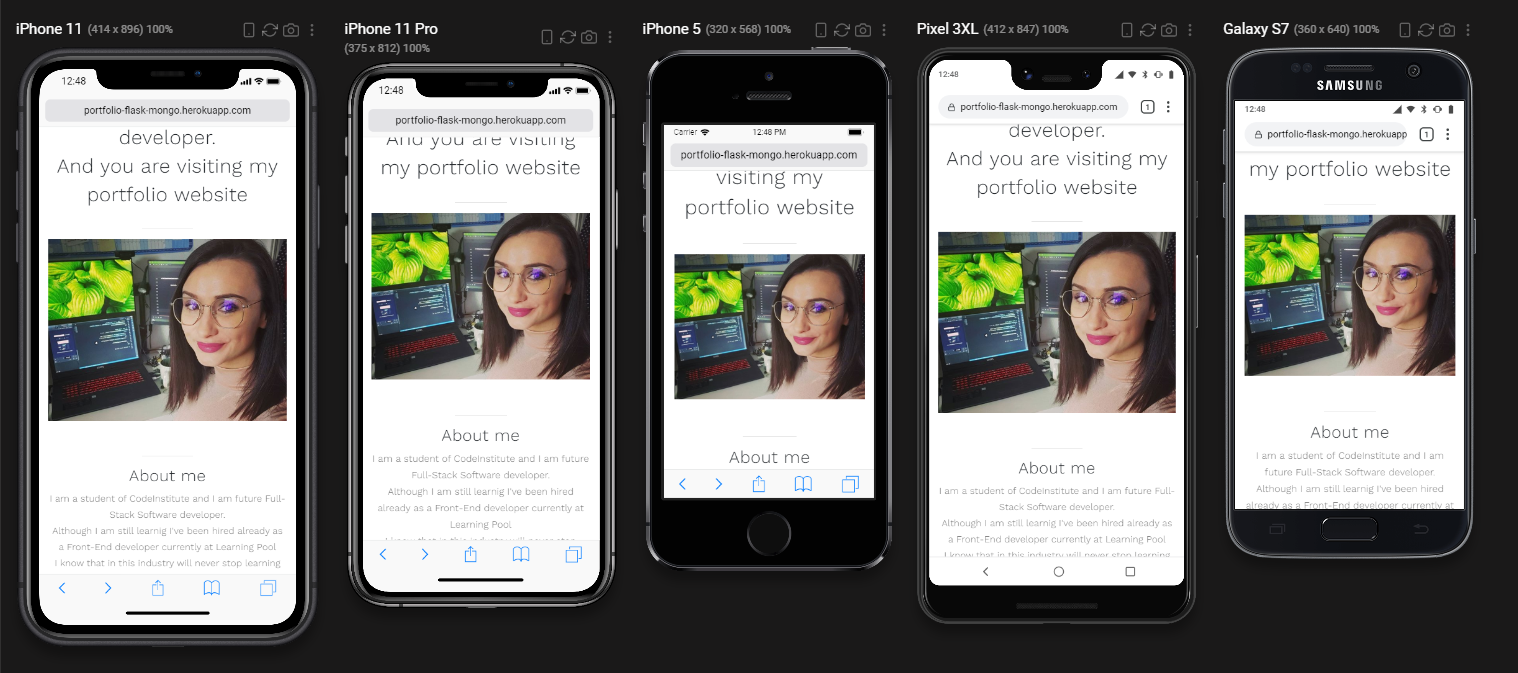 iPhone 11 (414 x 896) 100%
12:48
portfolio-flask-mongo.herokuapp.com
developer.
And you are visiting my
portfolio website
About me
I am a student of CodeInstitute and I am future Full-
Stack Software developer.
Although I am still learnig I've been hired already as
a Front-End developer currently at Learning Pool
I know that in this industry will never stop learning
iPhone 11 Pro
(375 x 812) 100%
12:48
portfolio-flask-mongo.herokuapp.com
And you are visiting
my portfolio website
About me
I am a student of CodeInstitute and I am future
Full-Stack Software developer.
Although I am still learnig I've been hired
already as a Front-End developer currently at
Learning Pool
I know that in this industry will never stop
iPhone 5 (320 x 568) 100%
Carrier 12:48 PM
portfolio-flask-mongo.herokuapp.com
visiting my
portfolio website
About me
Pixel 3XL (412 x 847) 100%
12:48
portfolio-flask-mongo.herokuapp.com 1
developer.
And you are visiting my
portfolio website
About me
I am a student of CodeInstitute and I am future Full-
Stack Software developer.
Although I am still learnig I've been hired already as
a Front-End developer currently at Learning Pool
I know that in this industry will never stop learning
Galaxy S7 (360 x 640) 100%
SAMSUNG
12:48
portfolio-flask-mongo.herokuapp 1
my portfolio website
About me
I am a student of CodeInstitute and I am
future Full-Stack Software developer.
Although I am still learnig I've been hired
already as a Front-End developer currently at